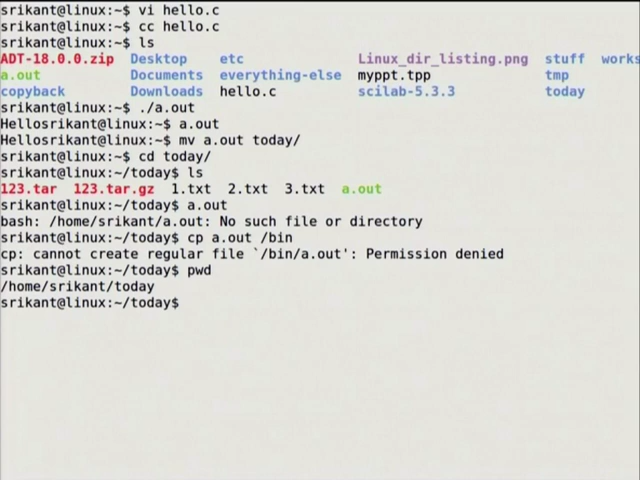 srikant@linux:~$ vi hello.c
srikant@linux:~$ cc hello.c
srikant@linux:~$ ls
ADT-18.0.0.zip Desktop etc Linux_dir_listing.png stuff works
a.out Documents everything-else myppt.tpp tmp
copyback Downloads hello.c scilab-5.3.3 today
srikant@linux:~$ ./a.out
Hellosrikant@linux:~$ a.out
Hellosrikant@linux:~$ mv a.out today/
srikant@linux:~$ cd today/
srikant@linux:~/today$ ls
123.tar 123.tar.gz 1.txt 2.txt 3.txt a.out
srikant@linux:~/today$ a.out
bash: /home/srikant/a.out: No such file or directory
srikant@linux:~/today$ cp a.out /bin
cp: cannot create regular file `/bin/a.out': Permission denied
srikant@linux:~/today$ pwd
/home/srikant/today
srikant@linux:~/today$